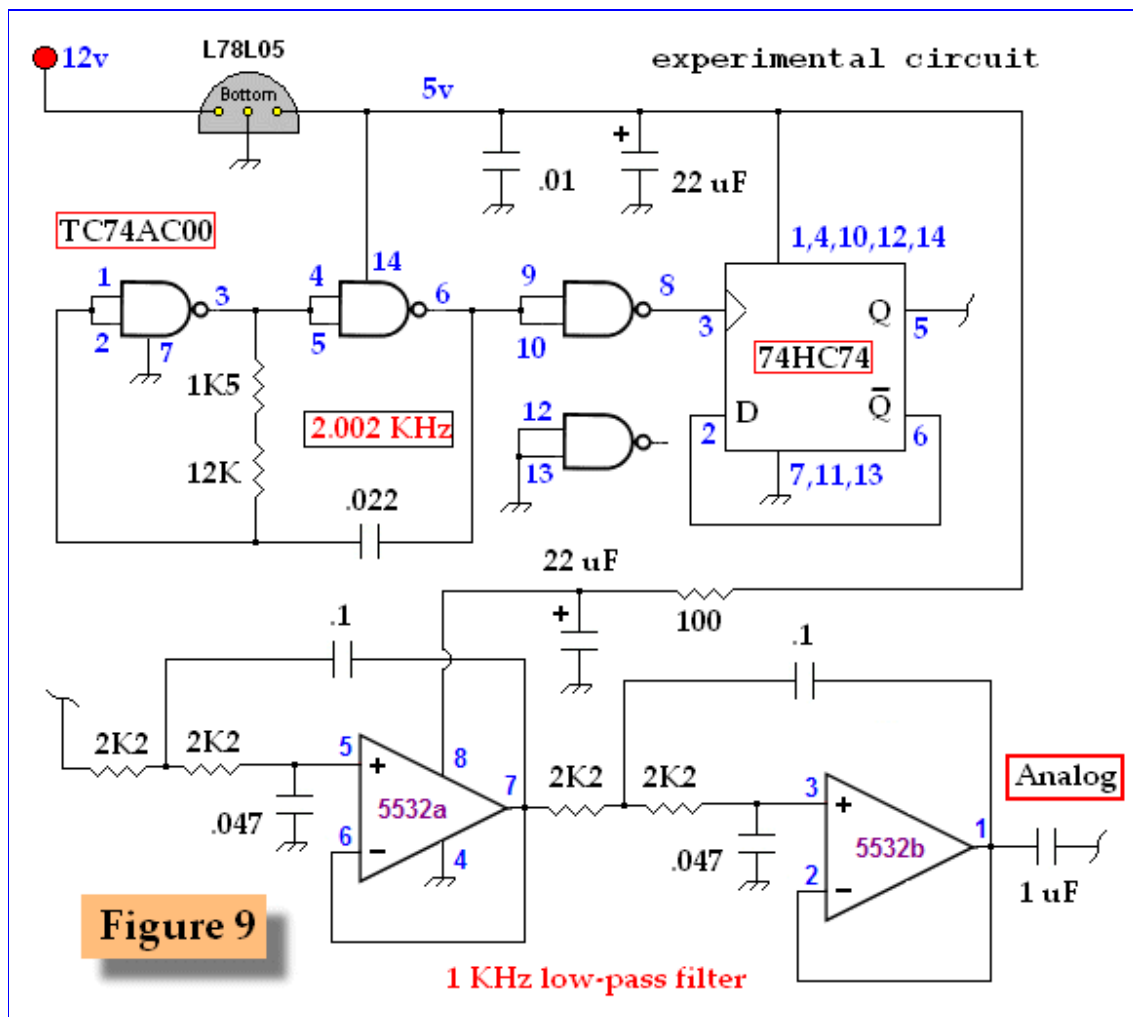 L78L05
12v
experimental circuit
Bottom
5v
+
.01
22 uF
TC74AC00
1,4,10,12,14
1
14
4
9
8
3
6
2
7
5
10
3
Q
5
74HC74
1K5
D
Q
2
6
2.002 KHz
12
13
7,11,13
12K
.022
22 uF
+
100
.1
.1
2K2
2K2
5
+
8
7
2K2
2K2
3
+
Analog
.047
5532a
6
−
4
.047
5532b
1
2
−
1 uF
Figure 9
1 KHz low-pass filter